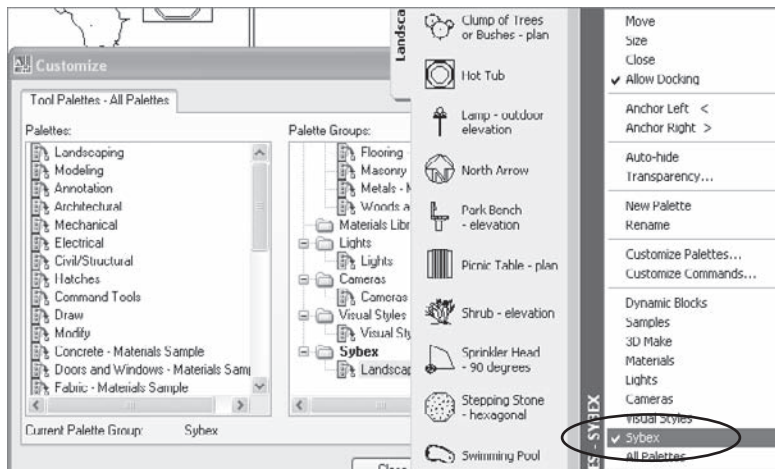 Customize
Tool Palettes - All Palettes
Palettes:
Landscaping
Modeling
Annotation
Architectural
Mechanical
Electrical
Civil/Structural
Hatches
Command Tools
Draw
Modify
Concrete - Materials Sample
Doors and Windows - Materials Sam
Fabric - Materials Sample
Current Palette Group: Sybex
Palette Groups:
Flooring -
Masonry
Metals - M
Woods a
Materials Libr
Lights
Lights
Cameras
Cameras
Visual Styles
Visual Sty
Sybex
Landscap
Close
Landsca
Clump of Trees
or Bushes - plan
Hot Tub
Lamp - outdoor
elevation
North Arrow
Park Bench
- elevation
Picnic Table - plan
Shrub - elevation
Sprinkler Head
- 90 degrees
Stepping Stone
- hexagonal
Swimming Pool
ES - SYBEX
Move
Size
Close
Allow Docking
Anchor Left <
Anchor Right >
Auto-hide
Transparency...
New Palette
Rename
Customize Palettes...
Customize Commands...
Dynamic Blocks
Samples
3D Make
Materials
Lights
Cameras
Visual Styles
Sybex
All Palettes